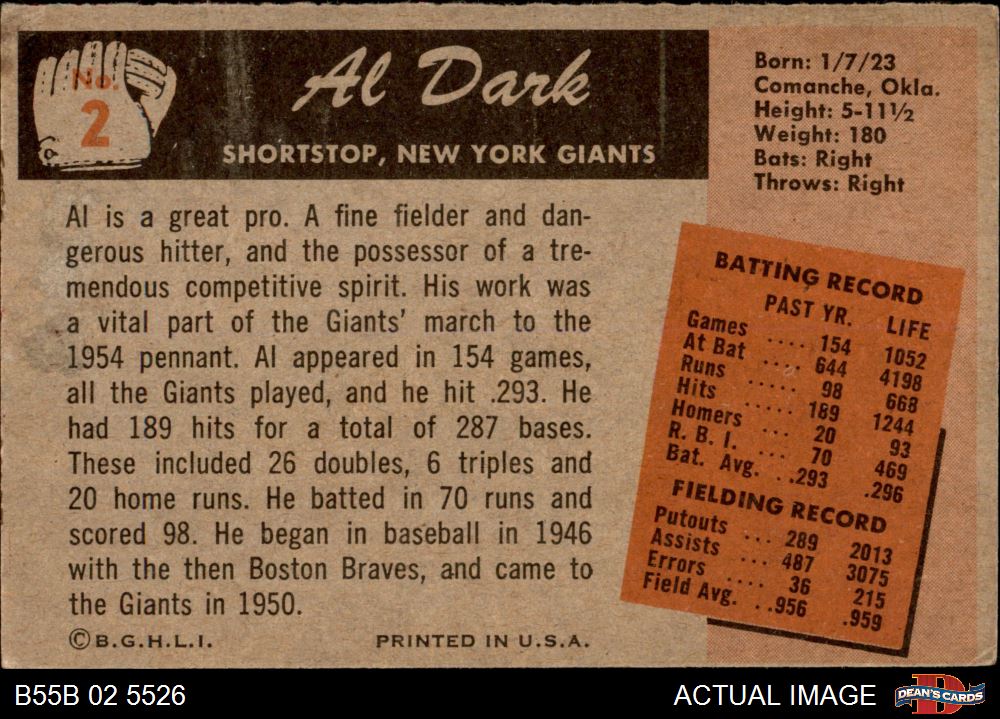 No.
2
Al Dark
SHORTSTOP, NEW YORK GIANTS
Al is a great pro. A fine fielder and dan-
gerous hitter, and the possessor of a tre-
mendous competitive spirit. His work was
a vital part of the Giants' march to the
1954 pennant. Al appeared in 154 games,
all the Giants played, and he hit .293. He
had 189 hits for a total of 287 bases.
These included 26 doubles, 6 triples and
20 home runs. He batted in 70 runs and
scored 98. He began in baseball in 1946
with the then Boston Braves, and came to
the Giants in 1950.
©B.G.H.L.I. PRINTED IN U.S.A.
Born: 1/7/23
Comanche, Okla.
Height: 5-11½
Weight: 180
Bats: Right
Throws: Right
BATTING RECORD
PAST YR. LIFE
Games .... 154 1052
At Bat .... 644 4198
Runs ..... 98 668
Hits ..... 189 1244
Homers ... 20 93
R. B. I. ... 70 469
Bat. Avg. .293 .296
FIELDING RECORD
Putouts ... 289 2013
Assists ... 487 3075
Errors .... 36 215
Field Avg. ..956 .959
B55B 02 5526
ACTUAL IMAGE
D
DEAN'S CARDS